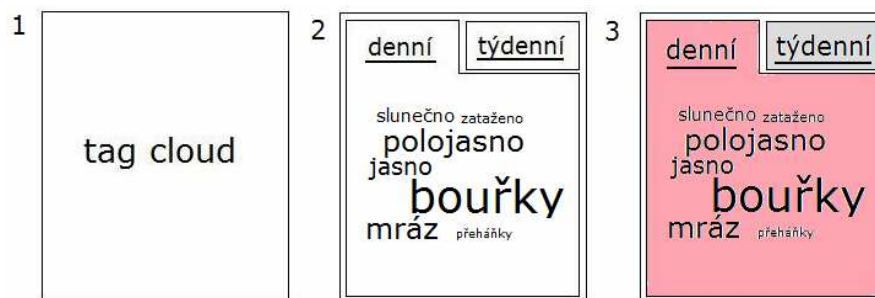 1
tag cloud
2
denní týdenní
slunečno zataženo
polojasno
jasno
bouřky
mráz přeháňky
3
denní týdenní
slunečno zataženo
polojasno
jasno
bouřky
mráz přeháňky